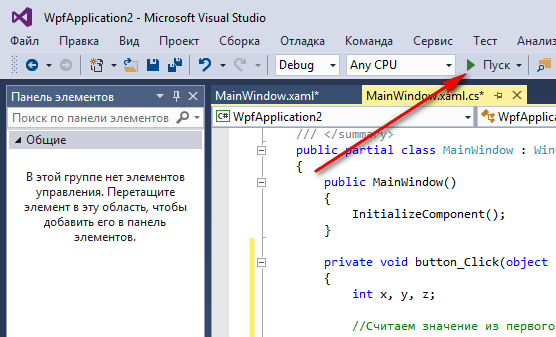 WpfApplication2 - Microsoft Visual Studio
Файл Правка Вид Проект Сборка Отладка Команда Сервис Тест
Debug Any CPU Пуск
Панель элементов
MainWindow.xaml* MainWindow.xaml.cs*
Поиск по панели элементов
C# WpfApplication2 WpfApplic
Общие
/// </summary>
public partial class MainWindow : Win
{
В этой группе нет элементов
управления. Перетащите
элемент в эту область, чтобы
добавить его в панель
элементов.
public MainWindow()
{
InitializeComponent();
}
private void button_Click(object
{
int x, y, z;
//Считаем значение из первого